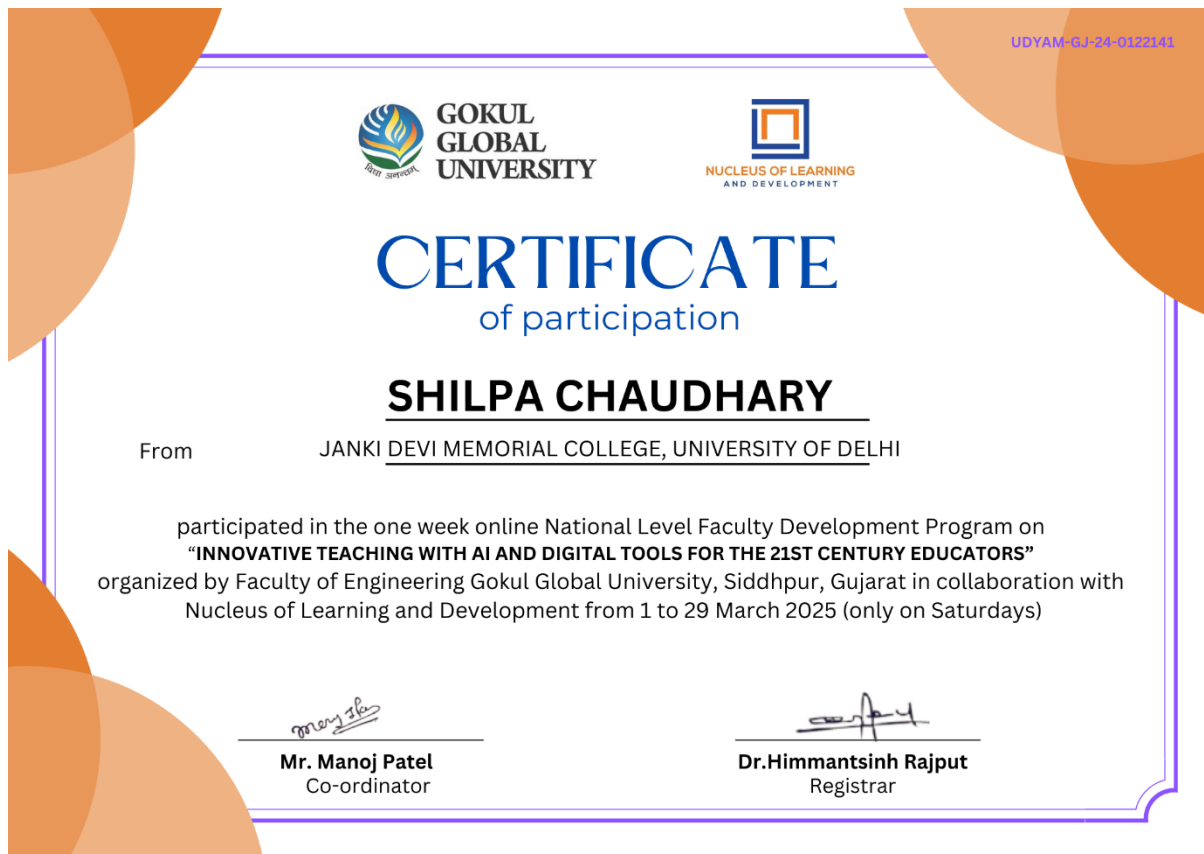 UDYAM-GJ-24-0122141
GOKUL
GLOBAL
UNIVERSITY
विद्या अनन्तम्
NUCLEUS OF LEARNING
AND DEVELOPMENT
CERTIFICATE
of participation
SHILPA CHAUDHARY
From JANKI DEVI MEMORIAL COLLEGE, UNIVERSITY OF DELHI
participated in the one week online National Level Faculty Development Program on
“INNOVATIVE TEACHING WITH AI AND DIGITAL TOOLS FOR THE 21ST CENTURY EDUCATORS”
organized by Faculty of Engineering Gokul Global University, Siddhpur, Gujarat in collaboration with
Nucleus of Learning and Development from 1 to 29 March 2025 (only on Saturdays)
Mr. Manoj Patel
Co-ordinator
Dr.Himmantsinh Rajput
Registrar